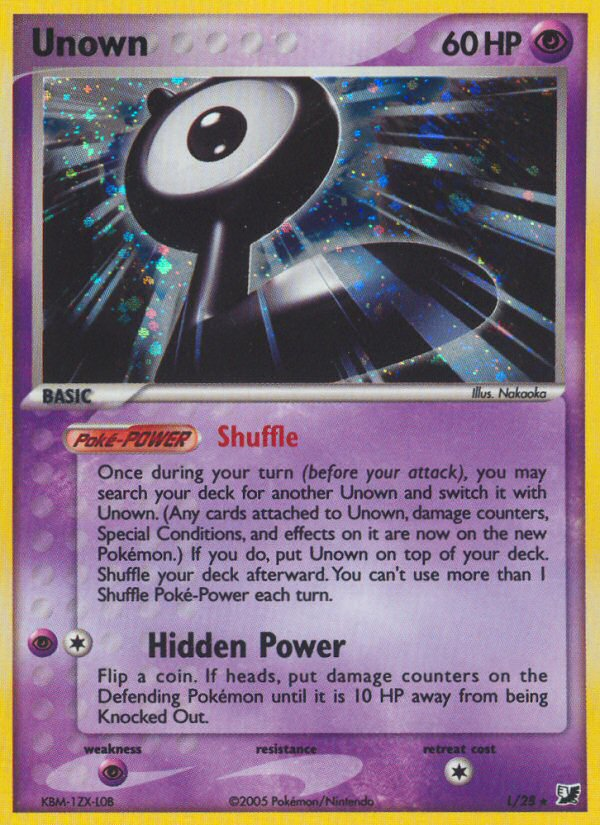 Unown
60 HP
BASIC
Illus. Nakaoka
Poké-POWER Shuffle
Once during your turn (before your attack), you may
search your deck for another Unown and switch it with
Unown. (Any cards attached to Unown, damage counters,
Special Conditions, and effects on it are now on the new
Pokémon.) If you do, put Unown on top of your deck.
Shuffle your deck afterward. You can't use more than 1
Shuffle Poké-Power each turn.
Hidden Power
Flip a coin. If heads, put damage counters on the
Defending Pokémon until it is 10 HP away from being
Knocked Out.
weakness resistance retreat cost
KBM-1ZX-L0B ©2005 Pokémon/Nintendo L/28 ★